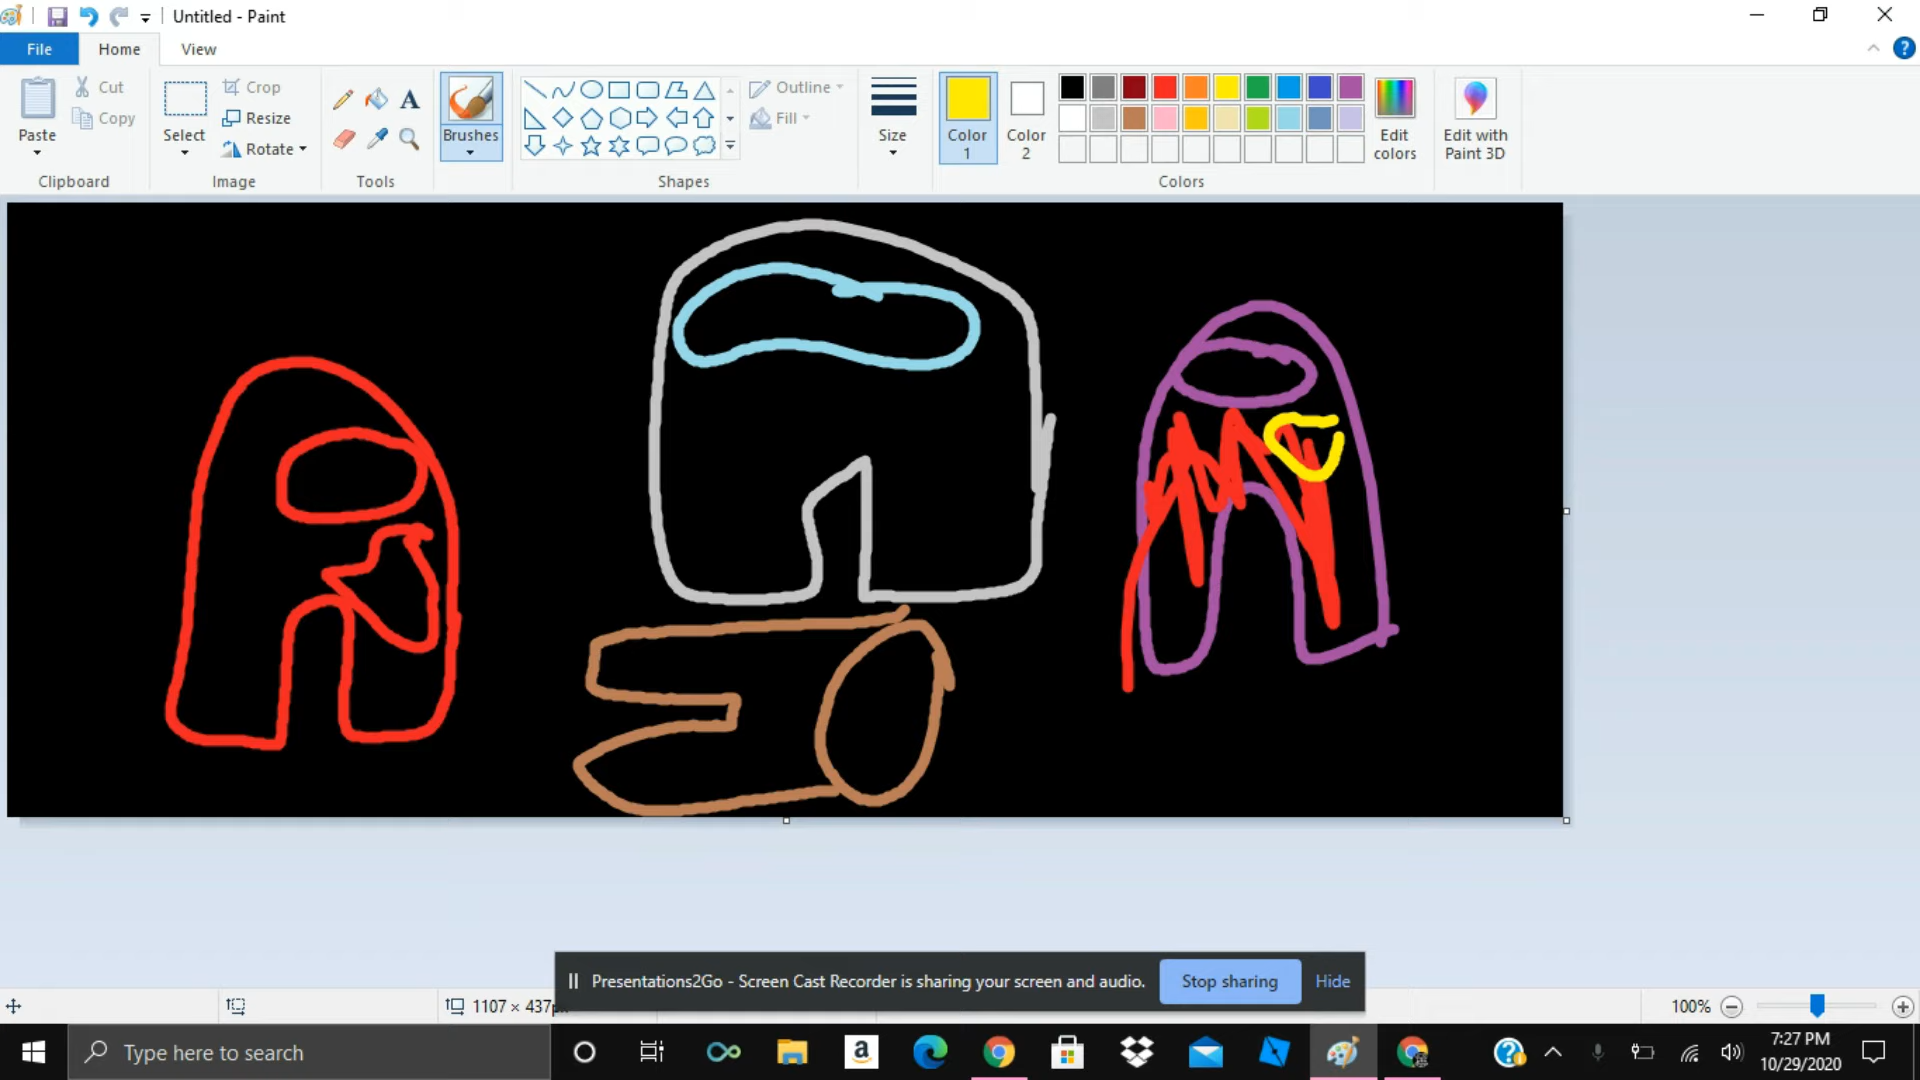 Untitled - Paint
File
Home
View
Paste
Cut
Copy
Clipboard
Select
Crop
Resize
Rotate
Image
A
Tools
Brushes
Outline
Fill
Shapes
Size
Color 1
Color 2
Edit colors
Edit with Paint 3D
Colors
Presentations2Go - Screen Cast Recorder is sharing your screen and audio.
Stop sharing
Hide
1107 × 437p
100%
Type here to search
a
7:27 PM
10/29/2020